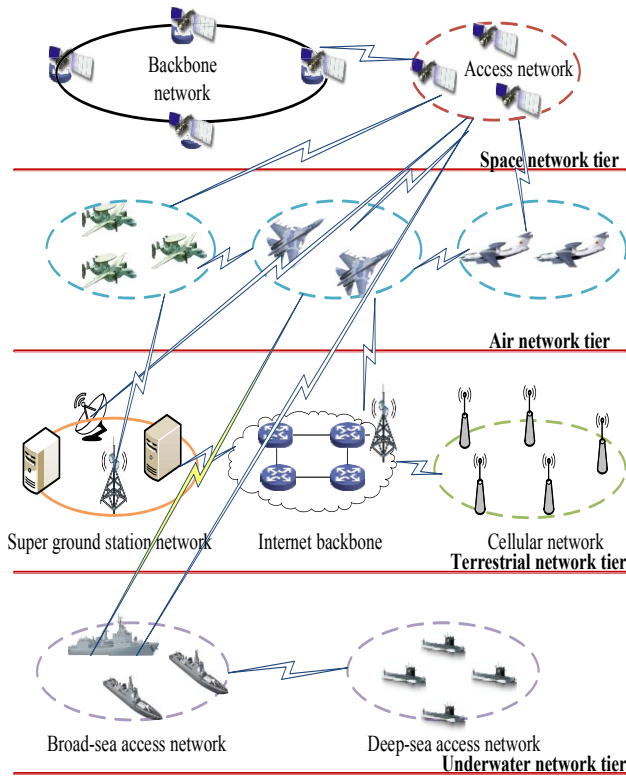 Backbone
network
Access network
Space network tier
Air network tier
Super ground station network
Internet backbone
Cellular network
Terrestrial network tier
Broad-sea access network
Deep-sea access network
Underwater network tier